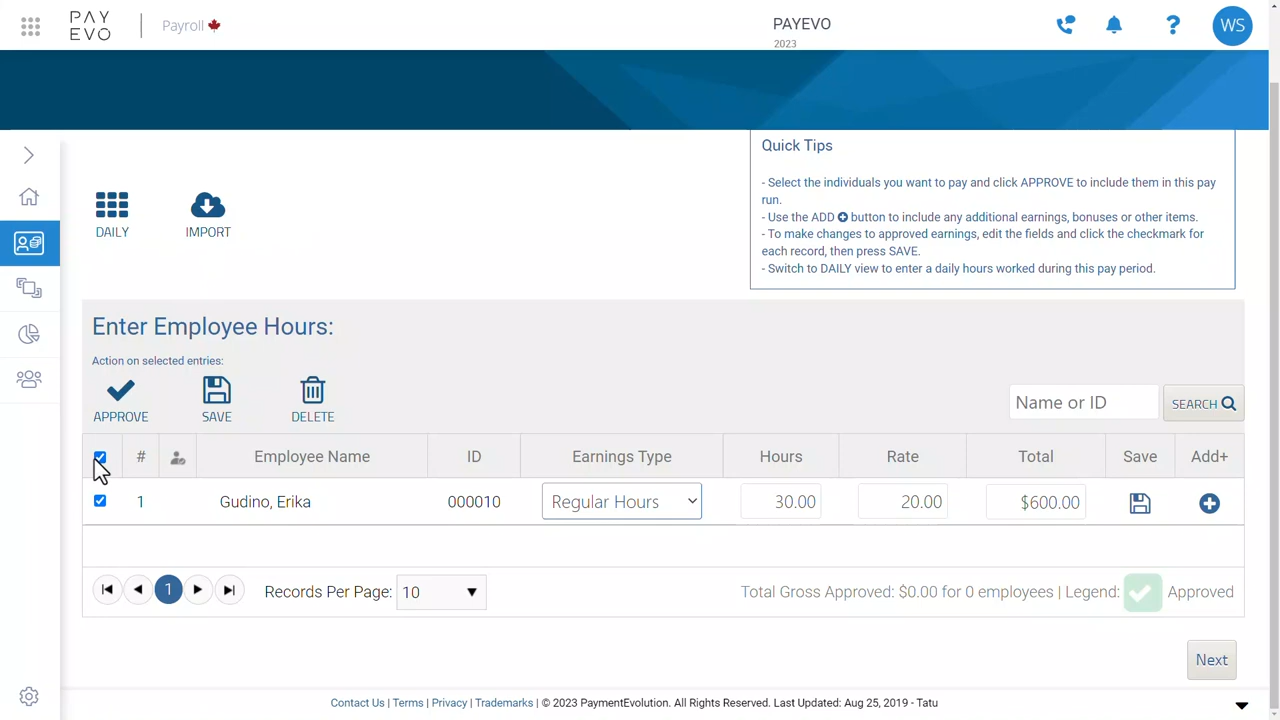 PAY
EVO
Payroll
PAYEVO
2023
WS
Quick Tips
- Select the individuals you want to pay and click APPROVE to include them in this pay
run.
- Use the ADD button to include any additional earnings, bonuses or other items.
- To make changes to approved earnings, edit the fields and click the checkmark for
each record, then press SAVE.
- Switch to DAILY view to enter a daily hours worked during this pay period.
DAILY
IMPORT
Enter Employee Hours:
Action on selected entries:
APPROVE
SAVE
DELETE
Name or ID
SEARCH
# Employee Name ID Earnings Type Hours Rate Total Save Add+
1 Gudino, Erika 000010 Regular Hours 30.00 20.00 $600.00
1
Records Per Page: 10
Total Gross Approved: $0.00 for 0 employees | Legend: Approved
Next
Contact Us | Terms | Privacy | Trademarks | © 2023 PaymentEvolution. All Rights Reserved. Last Updated: Aug 25, 2019 - Tatu